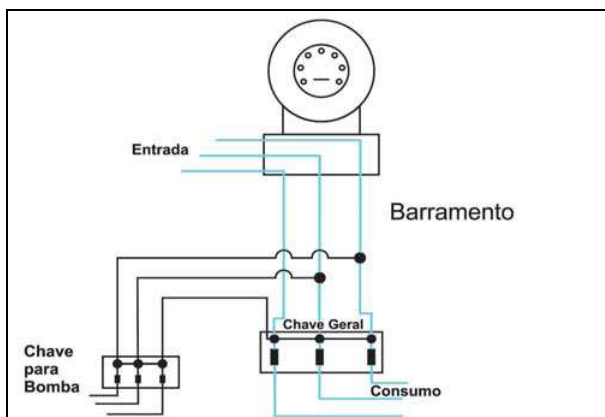 Entrada
Barramento
Chave Geral
Chave
para
Bomba
Consumo